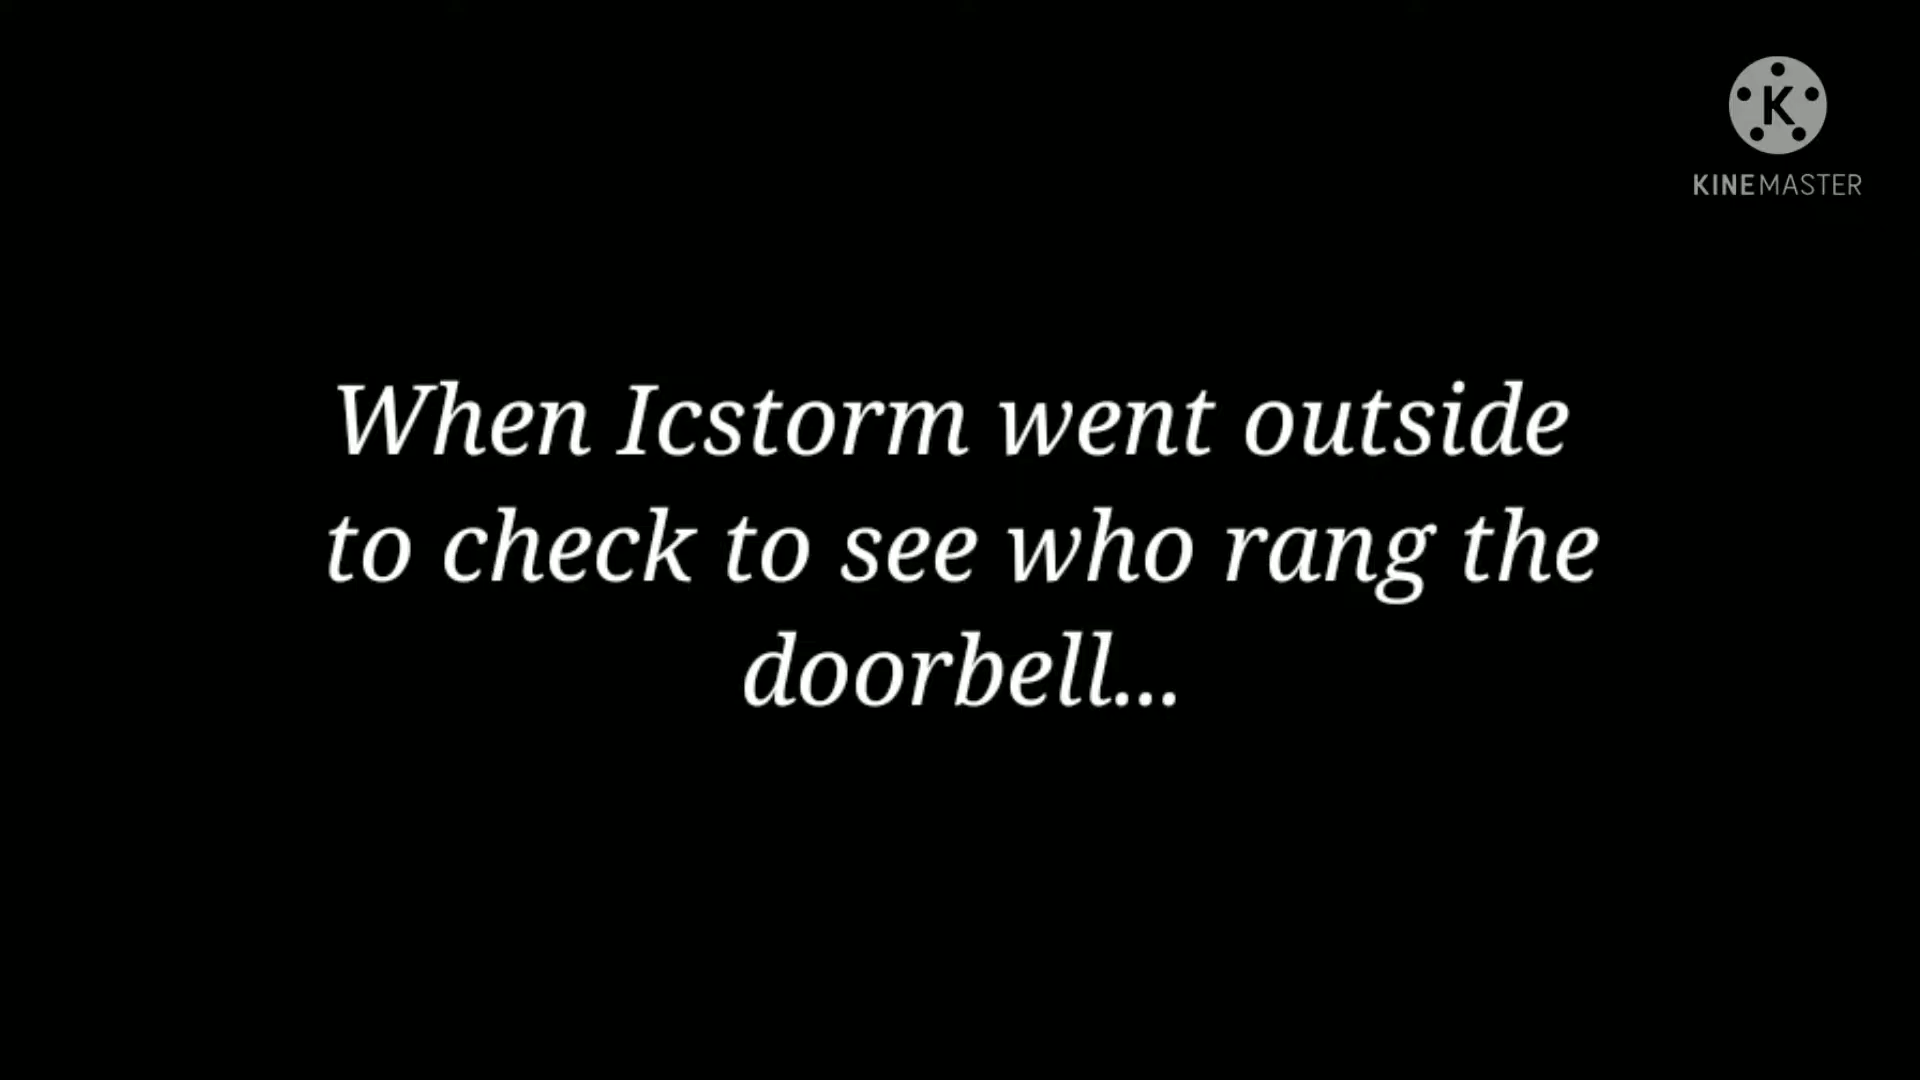 K
KINEMASTER
When Icstorm went outside
to check to see who rang the
doorbell...